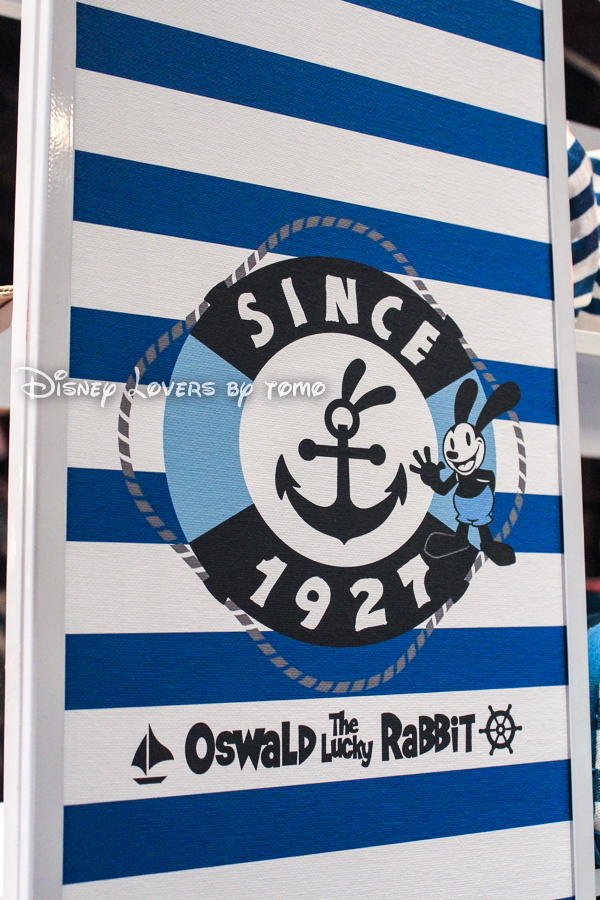 SINCE
Disney Lovers by tomo
1927
Oswald The Lucky Rabbit